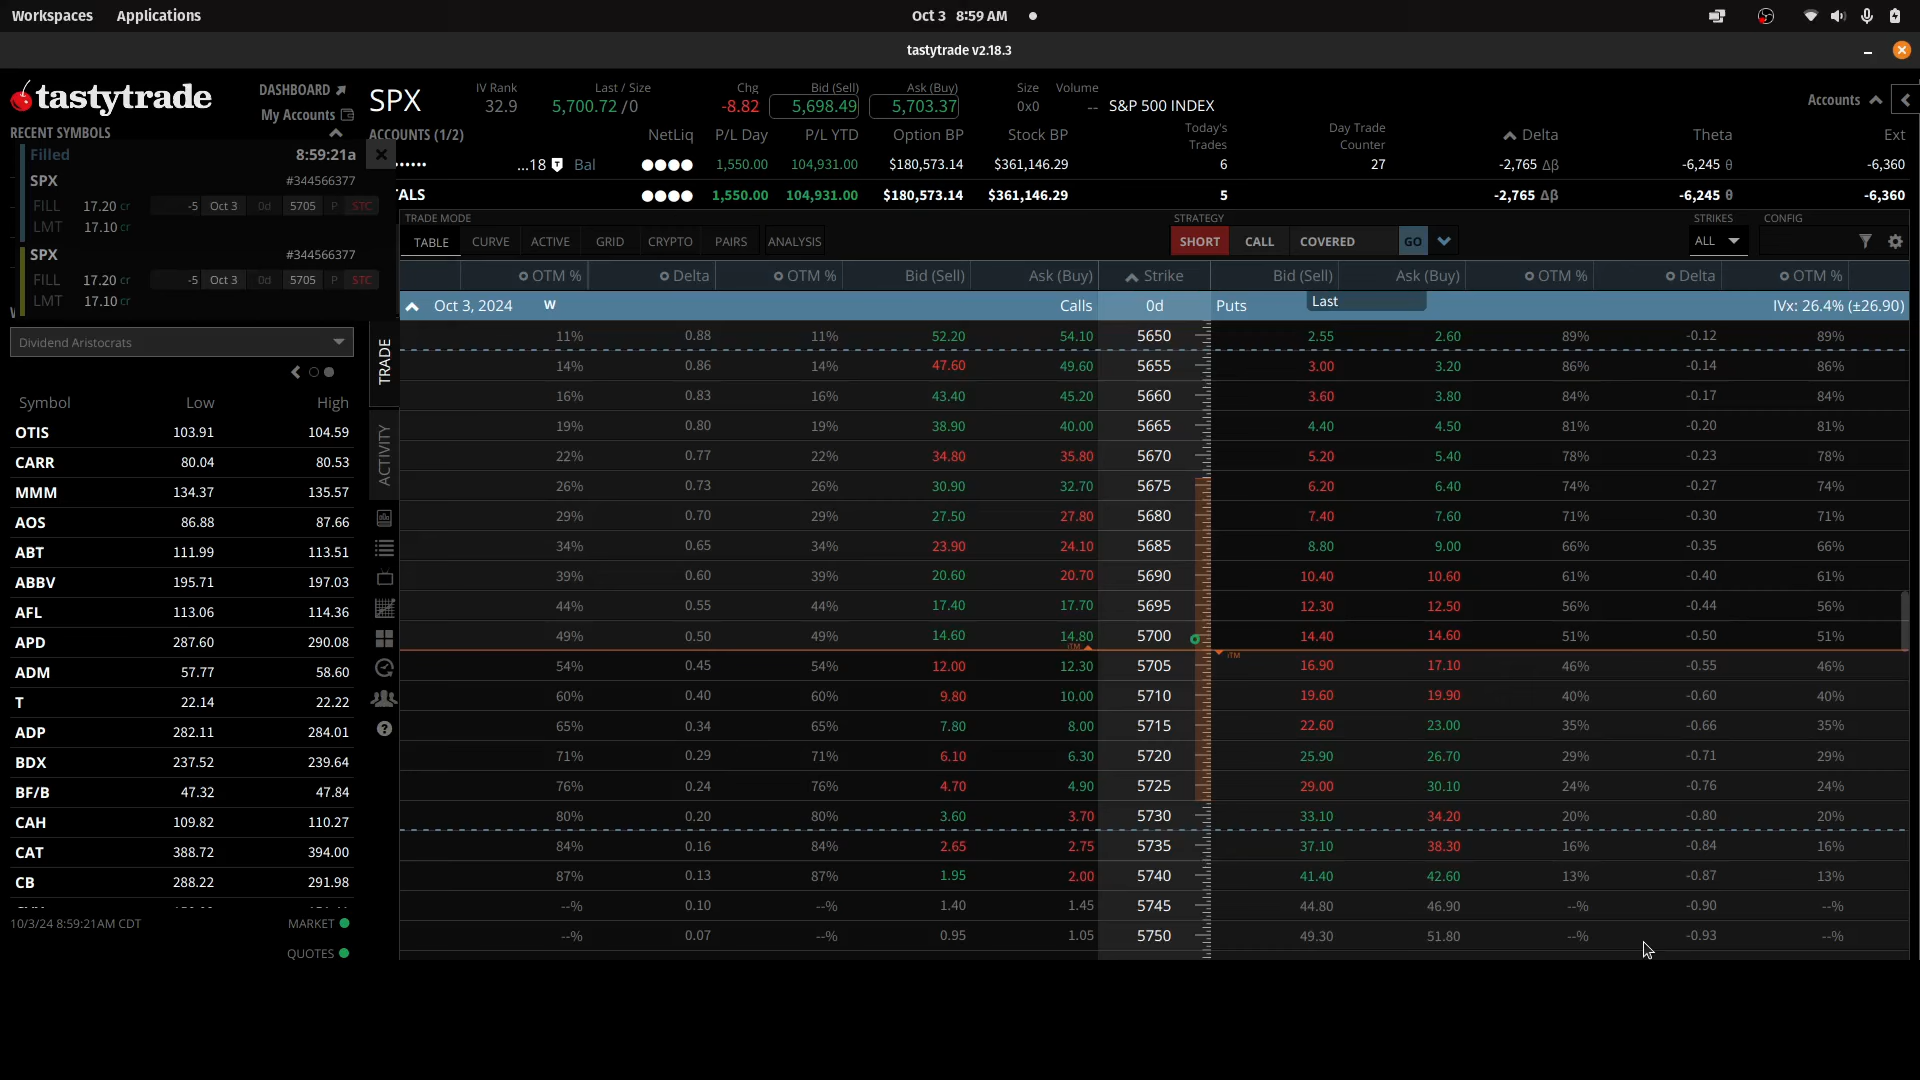 Workspaces Applications Oct 3 8:59 AM
tastytrade v2.18.3
tastytrade DASHBOARD
My Accounts
RECENT SYMBOLS
Filled 8:59:21a
SPX #344566377
FILL 17.20 cr -5 Oct 3 0d 5705 P STC
LMT 17.10 cr
SPX #344566377
FILL 17.20 cr -5 Oct 3 0d 5705 P STC
LMT 17.10 cr
Dividend Aristocrats
Symbol Low High
OTIS 103.91 104.59
CARR 80.04 80.53
MMM 134.37 135.57
AOS 86.88 87.66
ABT 111.99 113.51
ABBV 195.71 197.03
AFL 113.06 114.36
APD 287.60 290.08
ADM 57.77 58.60
T 22.14 22.22
ADP 282.11 284.01
BDX 237.52 239.64
BF/B 47.32 47.84
CAH 109.82 110.27
CAT 388.72 394.00
CB 288.22 291.98
10/3/24 8:59:21AM CDT MARKET
QUOTES
TRADE
ACTIVITY
SPX IV Rank Last / Size Chg Bid (Sell) Ask (Buy) Size Volume
32.9 5,700.72 /0 -8.82 5,698.49 5,703.37 0x0 -- S&P 500 INDEX Accounts
ACCOUNTS (1/2) NetLiq P/L Day P/L YTD Option BP Stock BP Today's Trades Day Trade Counter Delta Theta Ext
...18 Bal 1,550.00 104,931.00 $180,573.14 $361,146.29 6 27 -2,765 Δβ -6,245 θ -6,360
TALS 1,550.00 104,931.00 $180,573.14 $361,146.29 5 -2,765 Δβ -6,245 θ -6,360
TRADE MODE STRATEGY STRIKES CONFIG
TABLE CURVE ACTIVE GRID CRYPTO PAIRS ANALYSIS SHORT CALL COVERED GO ALL
OTM % Delta OTM % Bid (Sell) Ask (Buy) Strike Bid (Sell) Ask (Buy) OTM % Delta OTM %
Oct 3, 2024 W Calls 0d Puts Last IVx: 26.4% (±26.90)
11% 0.88 11% 52.20 54.10 5650 2.55 2.60 89% -0.12 89%
14% 0.86 14% 47.60 49.60 5655 3.00 3.20 86% -0.14 86%
16% 0.83 16% 43.40 45.20 5660 3.60 3.80 84% -0.17 84%
19% 0.80 19% 38.90 40.00 5665 4.40 4.50 81% -0.20 81%
22% 0.77 22% 34.80 35.80 5670 5.20 5.40 78% -0.23 78%
26% 0.73 26% 30.90 32.70 5675 6.20 6.40 74% -0.27 74%
29% 0.70 29% 27.50 27.80 5680 7.40 7.60 71% -0.30 71%
34% 0.65 34% 23.90 24.10 5685 8.80 9.00 66% -0.35 66%
39% 0.60 39% 20.60 20.70 5690 10.40 10.60 61% -0.40 61%
44% 0.55 44% 17.40 17.70 5695 12.30 12.50 56% -0.44 56%
49% 0.50 49% 14.60 14.80 5700 14.40 14.60 51% -0.50 51%
ITM ITM
54% 0.45 54% 12.00 12.30 5705 16.90 17.10 46% -0.55 46%
60% 0.40 60% 9.80 10.00 5710 19.60 19.90 40% -0.60 40%
65% 0.34 65% 7.80 8.00 5715 22.60 23.00 35% -0.66 35%
71% 0.29 71% 6.10 6.30 5720 25.90 26.70 29% -0.71 29%
76% 0.24 76% 4.70 4.90 5725 29.00 30.10 24% -0.76 24%
80% 0.20 80% 3.60 3.70 5730 33.10 34.20 20% -0.80 20%
84% 0.16 84% 2.65 2.75 5735 37.10 38.30 16% -0.84 16%
87% 0.13 87% 1.95 2.00 5740 41.40 42.60 13% -0.87 13%
--% 0.10 --% 1.40 1.45 5745 44.80 46.90 --% -0.90 --%
--% 0.07 --% 0.95 1.05 5750 49.30 51.80 --% -0.93 --%